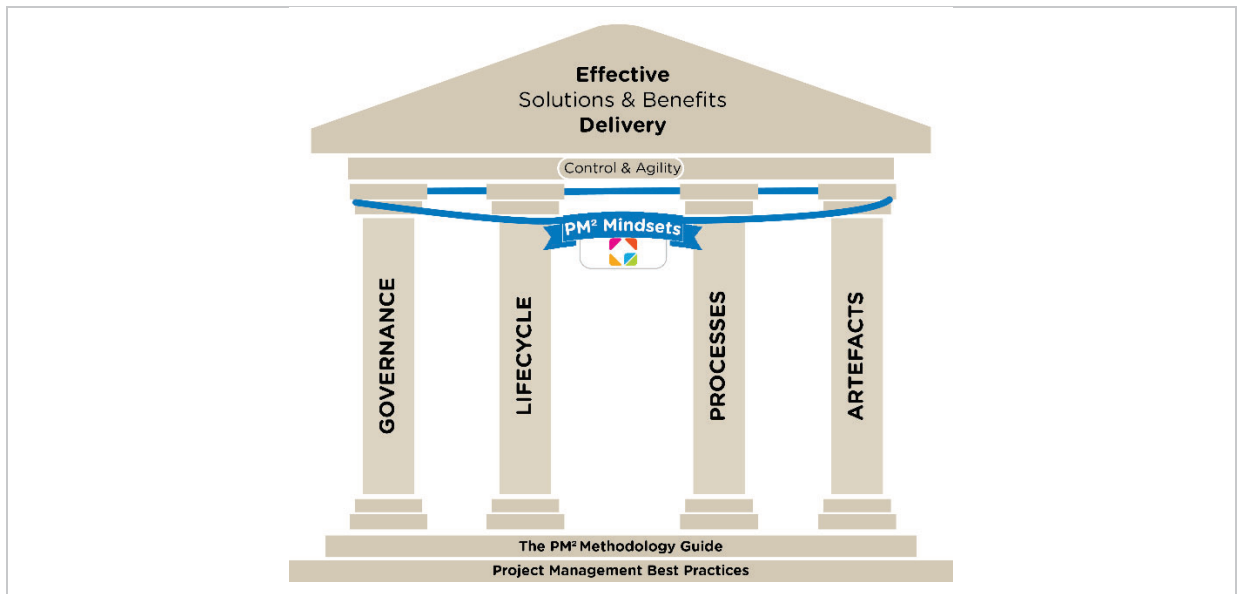 Effective
Solutions & Benefits
Delivery
Control & Agility
PM² Mindsets
GOVERNANCE
LIFECYCLE
PROCESSES
ARTEFACTS
The PM² Methodology Guide
Project Management Best Practices